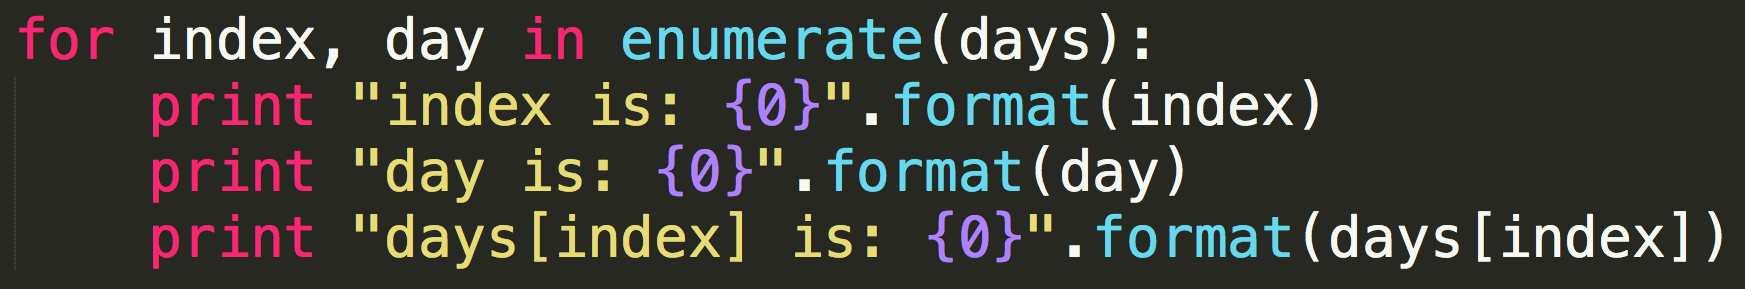 for index, day in enumerate(days):
    print "index is: {0}".format(index)
    print "day is: {0}".format(day)
    print "days[index] is: {0}".format(days[index])